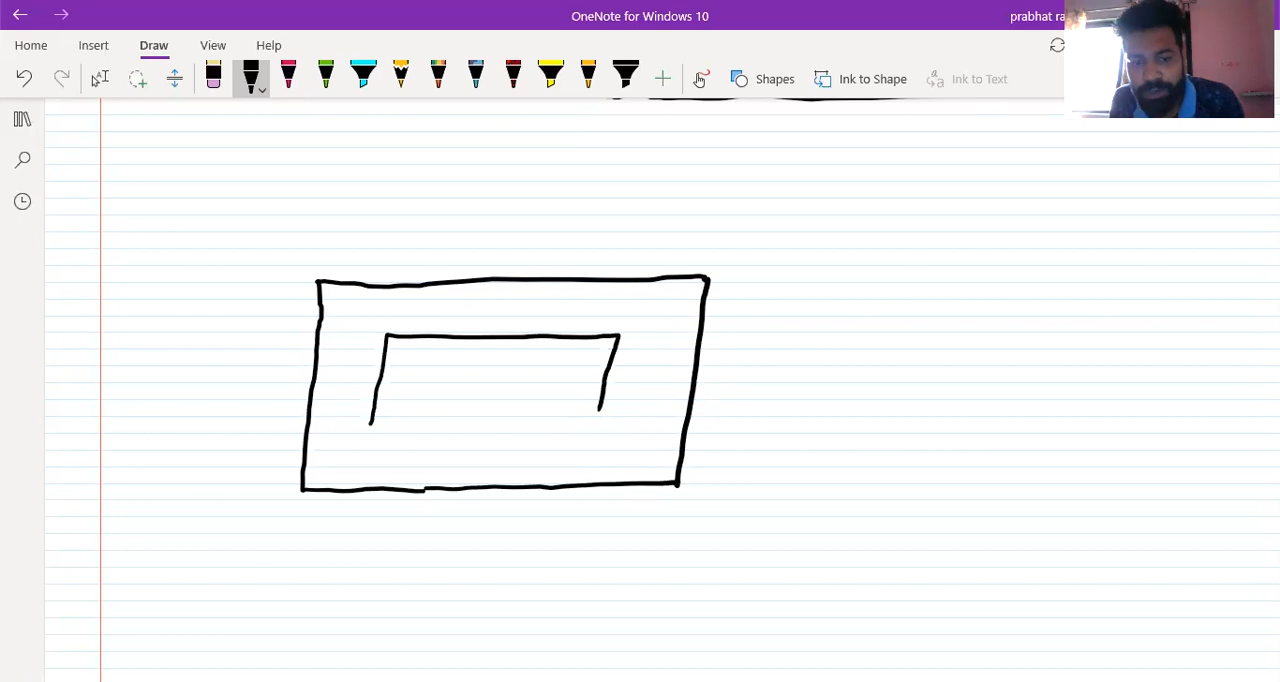 OneNote for Windows 10
prabhat ra
Home Insert Draw View Help
Shapes Ink to Shape Ink to Text